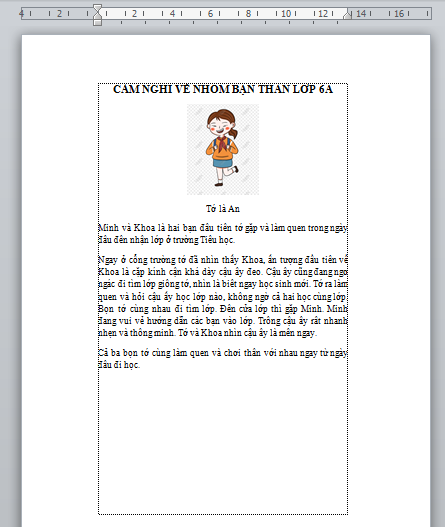 4 2 2 4 6 8 10 12 14 16
CẢM NGHĨ VỀ NHÓM BẠN THÂN LỚP 6A
Tớ là An
Minh và Khoa là hai bạn đầu tiên tớ gặp và làm quen trong ngày
đầu đến nhận lớp ở trường Tiểu học.
Ngay ở cổng trường tớ đã nhìn thấy Khoa, ấn tượng đầu tiên về
Khoa là cặp kính cận khá dày cậu ấy đeo. Cậu ấy cũng đang ngơ
ngác đi tìm lớp giống tớ, nhìn là biết ngay học sinh mới. Tớ ra làm
quen và hỏi cậu ấy học lớp nào, không ngờ cả hai học cùng lớp.
Bọn tớ cùng nhau đi tìm lớp. Đến cửa lớp thì gặp Minh. Minh
đang vui vẻ hướng dẫn các bạn vào lớp. Trông cậu ấy rất nhanh
nhẹn và thông minh. Tớ và Khoa nhìn cậu ấy là mến ngay.
Cả ba bọn tớ cùng làm quen và chơi thân với nhau ngay từ ngày
đầu đi học.